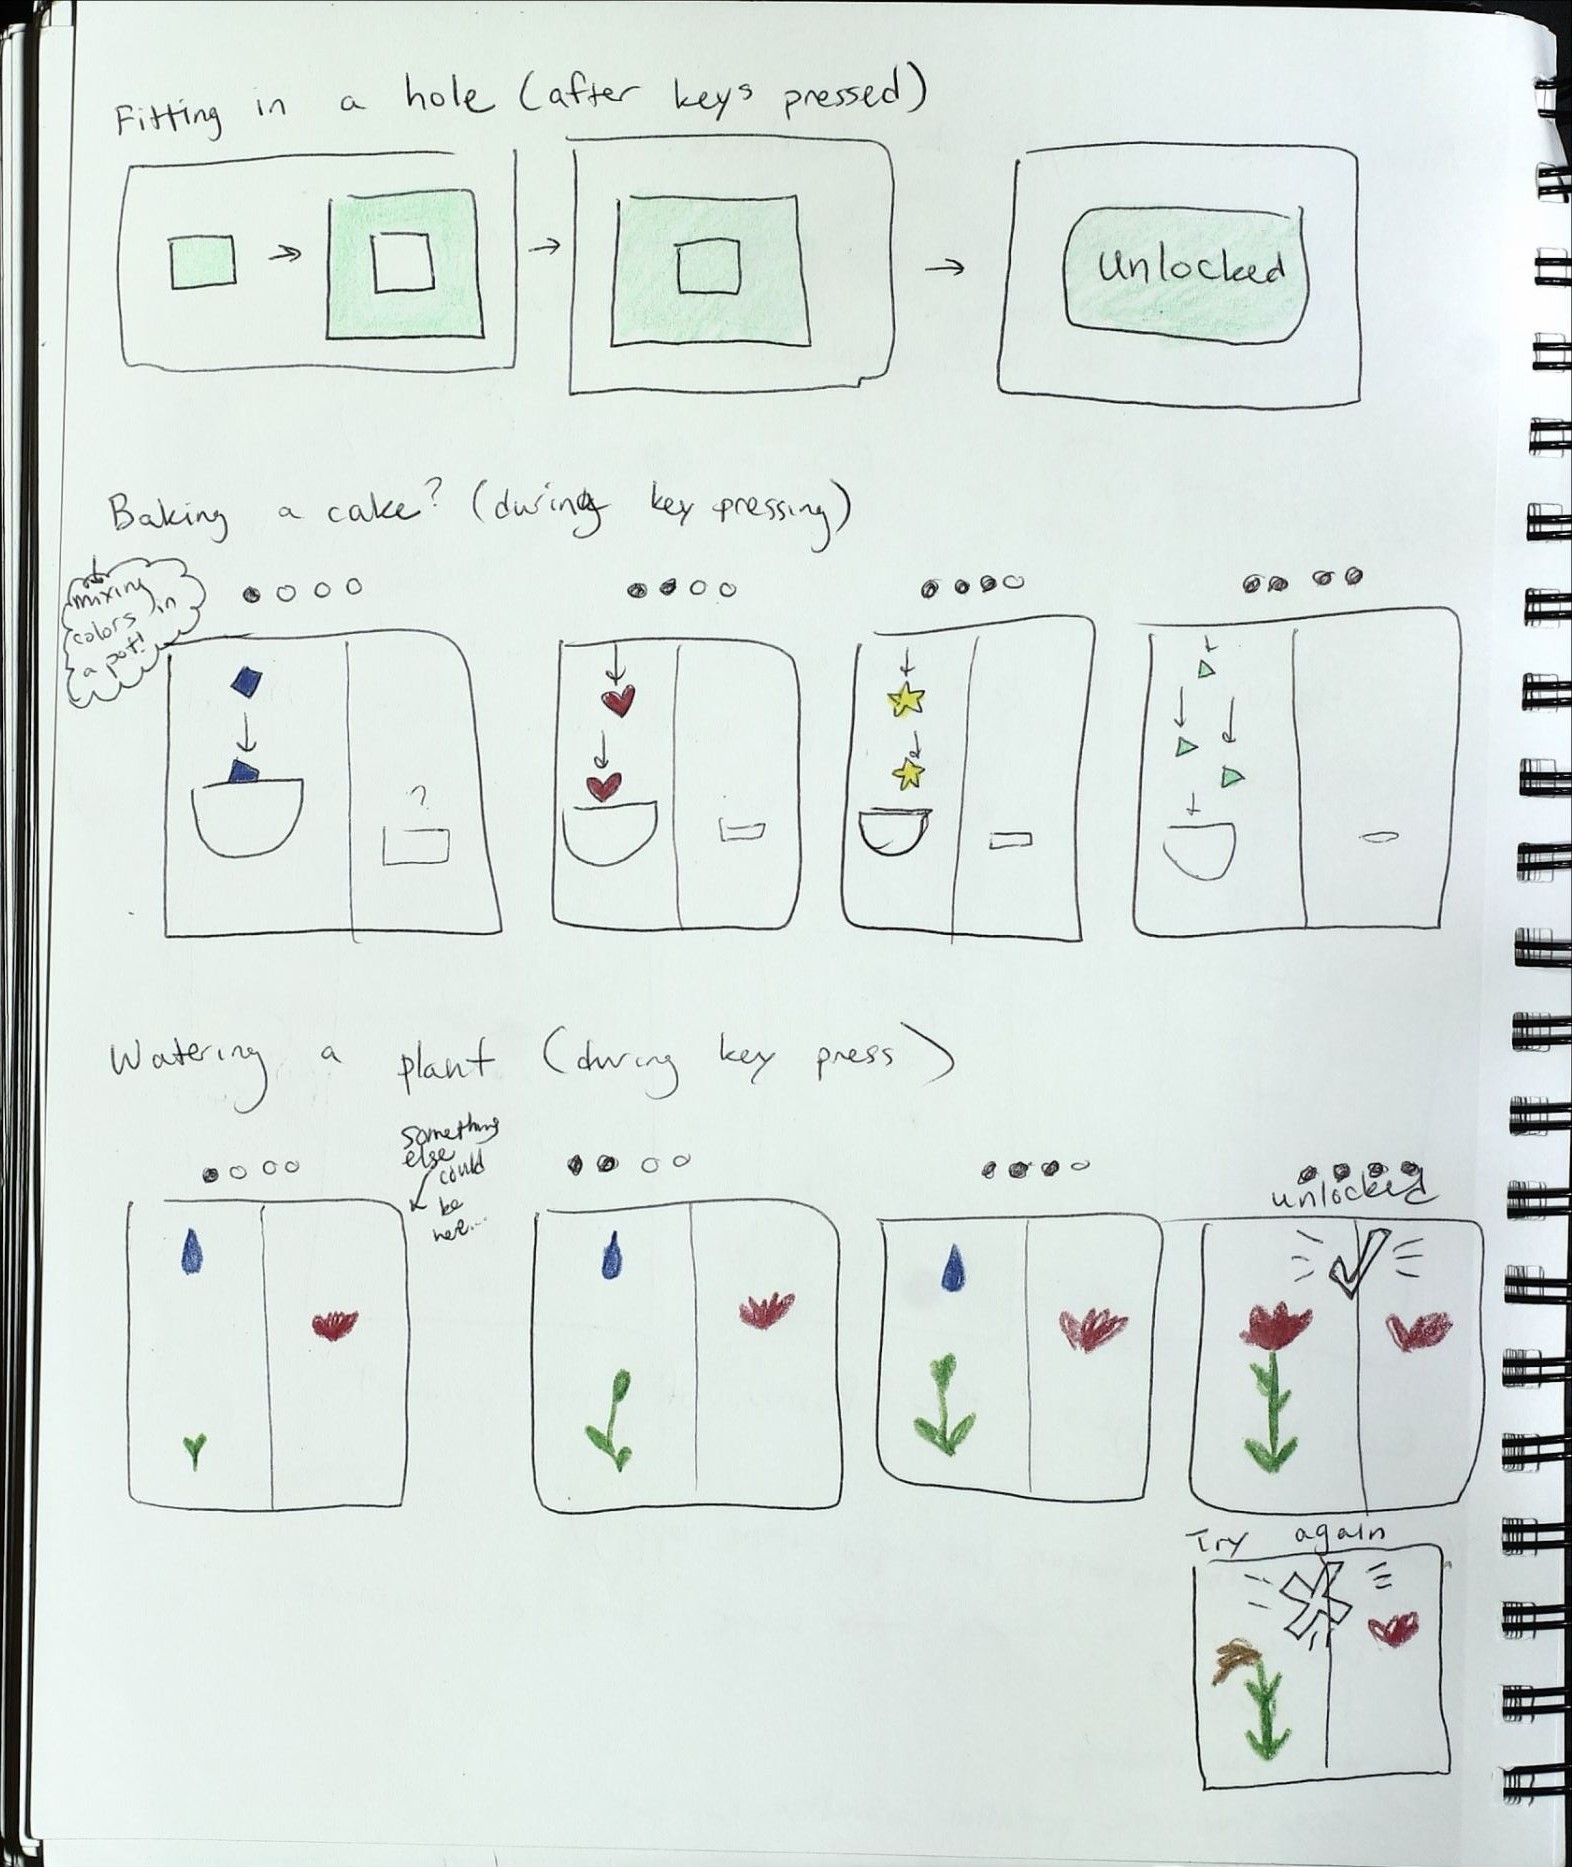 Fitting in a hole (after keys pressed)
Unlocked
Baking a cake? (during key pressing)
mixing
colors in
a pot!
?
Watering a plant (during key press)
something
else
could
be
here...
unlocked
Try again